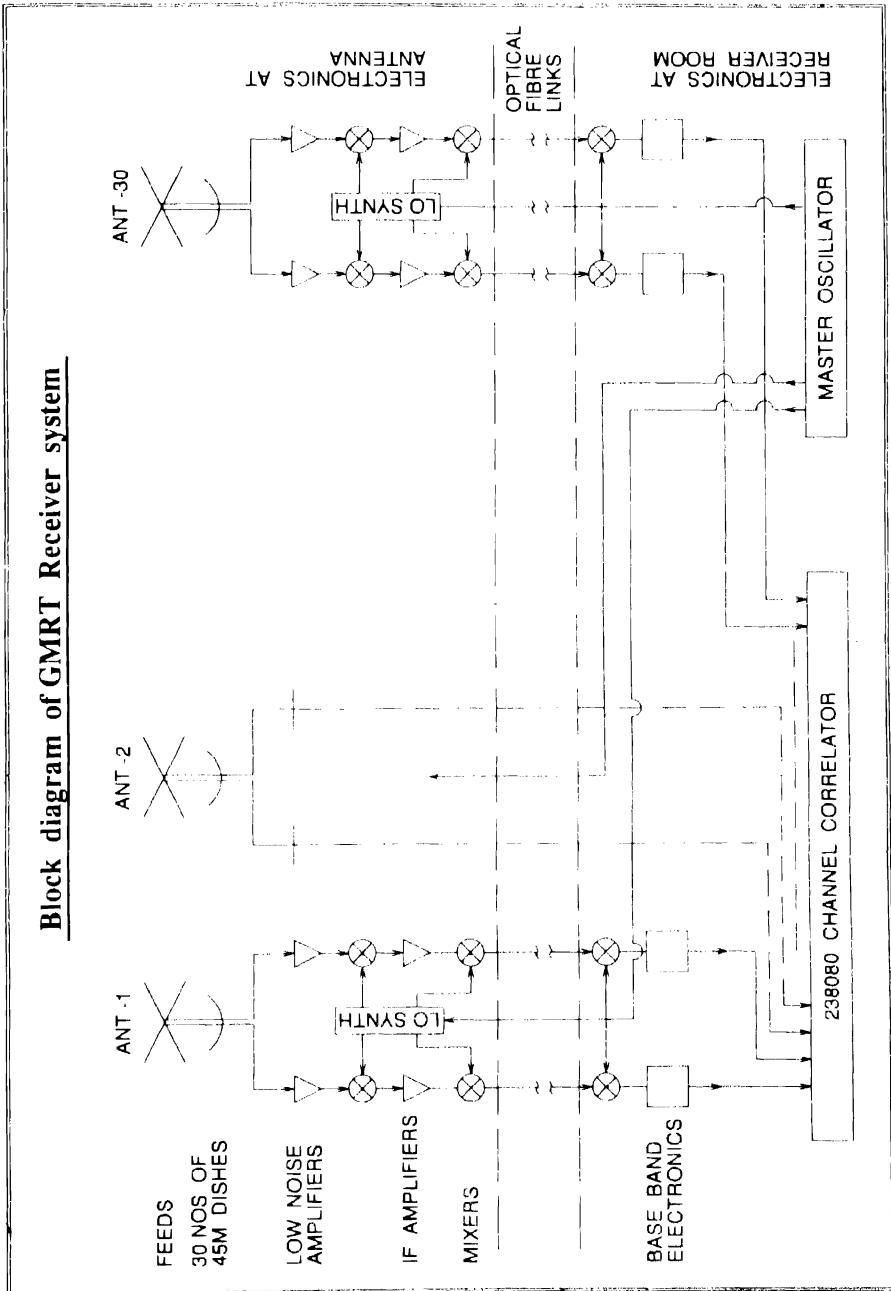 Block diagram of GMRT Receiver system
ANT -1
ANT -2
ANT -30
FEEDS
30 NOS OF
45M DISHES
LOW NOISE
AMPLIFIERS
IF AMPLIFIERS
MIXERS
BASE BAND
ELECTRONICS
LO SYNTH
LO SYNTH
ELECTRONICS AT
ANTENNA
OPTICAL
FIBRE
LINKS
ELECTRONICS AT
RECEIVER ROOM
238080 CHANNEL CORRELATOR
MASTER OSCILLATOR